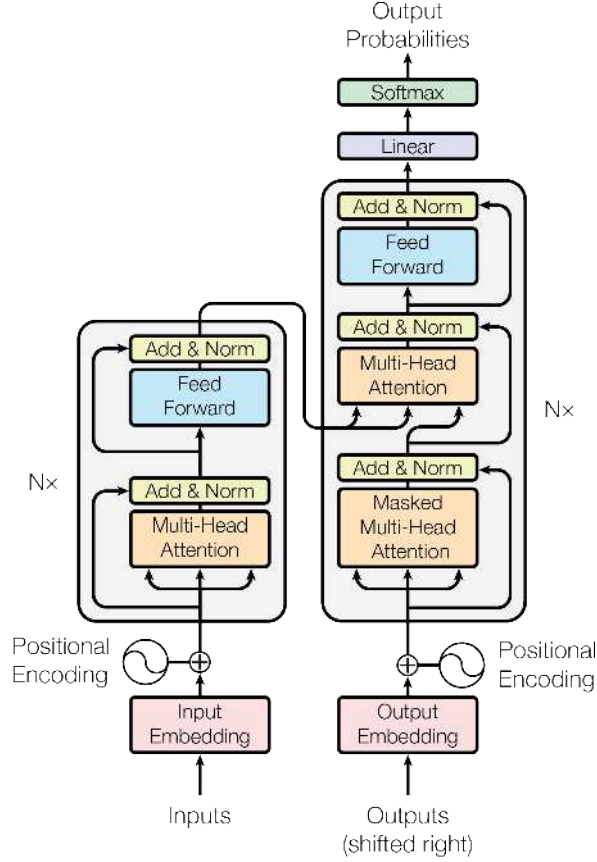 Output
Probabilities
Softmax
Linear
Add & Norm
Feed
Forward
Add & Norm
Multi-Head
Attention
Add & Norm
Masked
Multi-Head
Attention
N×
Add & Norm
Feed
Forward
Add & Norm
Multi-Head
Attention
N×
Positional
Encoding
Positional
Encoding
Input
Embedding
Output
Embedding
Inputs
Outputs
(shifted right)